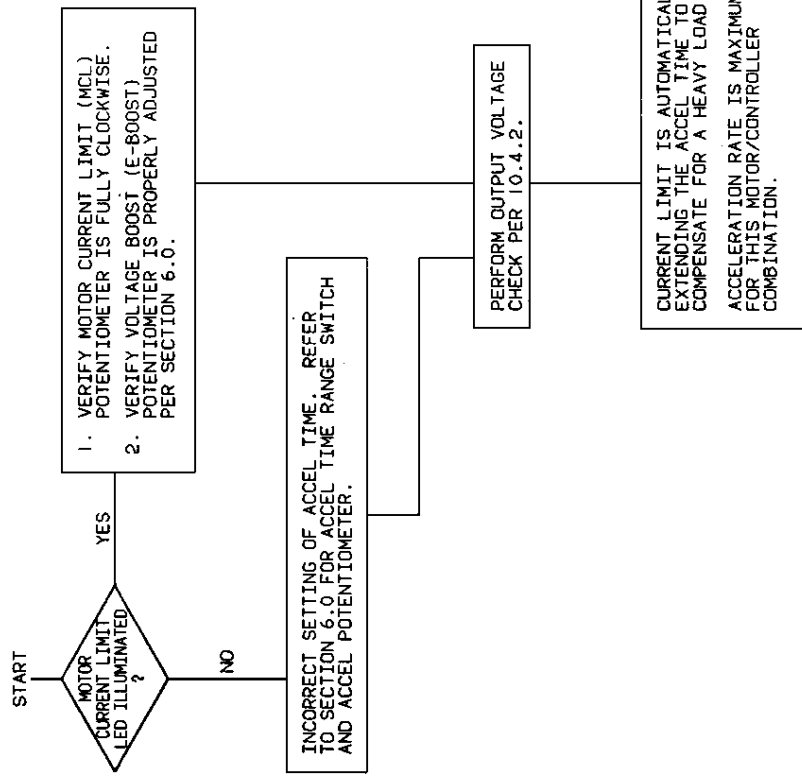 START
MOTOR
CURRENT LIMIT
LED ILLUMINATED
?
YES
1. VERIFY MOTOR CURRENT LIMIT (MCL)
POTENTIOMETER IS FULLY CLOCKWISE.
2. VERIFY VOLTAGE BOOST (E-BOOST)
POTENTIOMETER IS PROPERLY ADJUSTED
PER SECTION 6.0.
NO
INCORRECT SETTING OF ACCEL TIME. REFER
TO SECTION 6.0 FOR ACCEL TIME RANGE SWITCH
AND ACCEL POTENTIOMETER.
PERFORM OUTPUT VOLTAGE
CHECK PER 10.4.2.
CURRENT LIMIT IS
EXTENDING THE ACCEL TIME TO
COMPENSATE FOR A HEAVY LOAD
ACCELERATION RATE IS
FOR THIS MOTOR/CONTROLLER
COMBINATION.